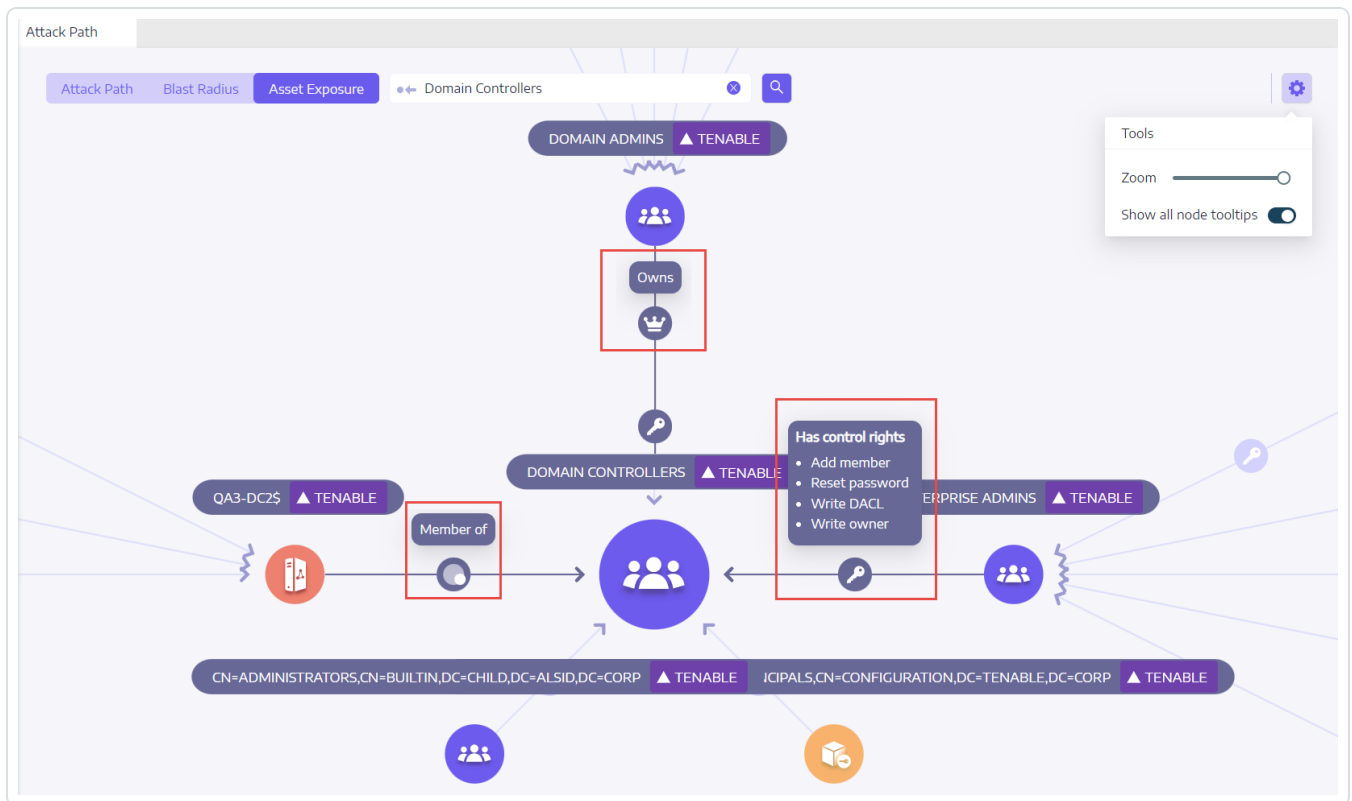 Attack Path
Attack Path Blast Radius Asset Exposure Domain Controllers
DOMAIN ADMINS TENABLE
Tools
Zoom
Show all node tooltips
Owns
Has control rights
Add member
Reset password
Write DACL
Write owner
DOMAIN CONTROLLERS TENABLE
QA3-DC2$ TENABLE
ERPRISE ADMINS TENABLE
Member of
CN=ADMINISTRATORS,CN=BUILTIN,DC=CHILD,DC=ALSID,DC=CORP TENABLE
CIPALS,CN=CONFIGURATION,DC=TENABLE,DC=CORP TENABLE